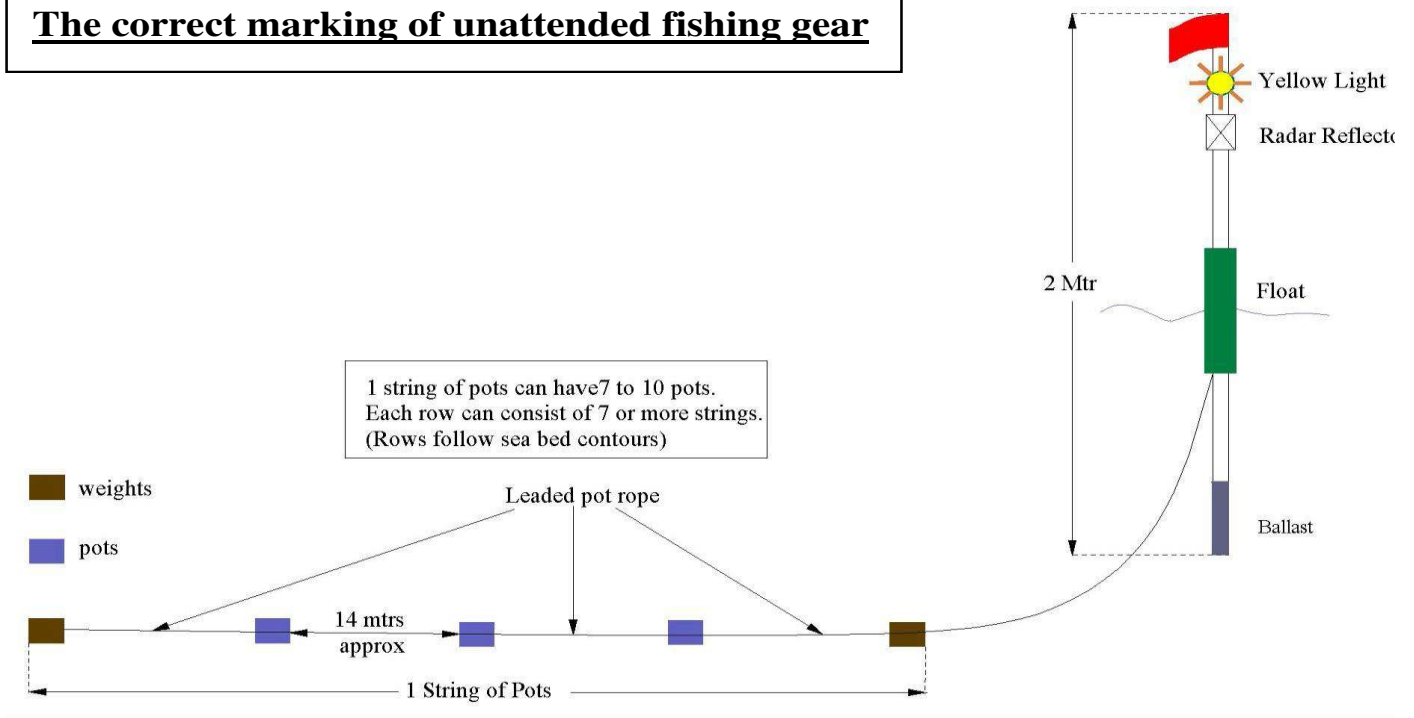 The correct marking of unattended fishing gear
Yellow Light
Radar Reflecto
2 Mtr
Float
1 string of pots can have7 to 10 pots.
Each row can consist of 7 or more strings.
(Rows follow sea bed contours)
weights
Leaded pot rope
Ballast
pots
14 mtrs
approx
1 String of Pots